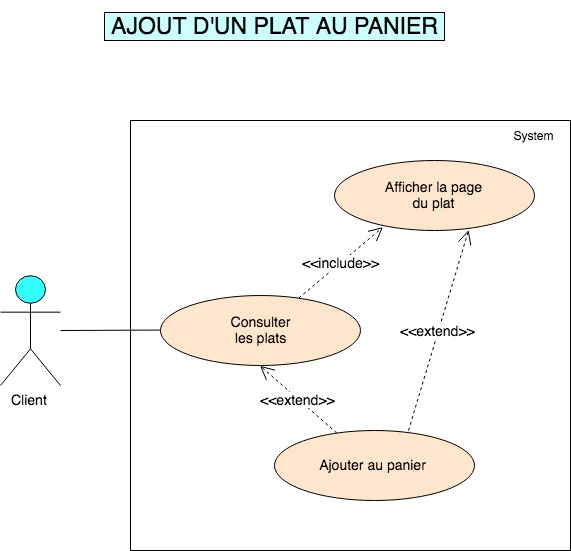 AJOUT D'UN PLAT AU PANIER
System
Afficher la page
du plat
<<include>>
Consulter
les plats
<<extend>>
<<extend>>
Client
Ajouter au panier